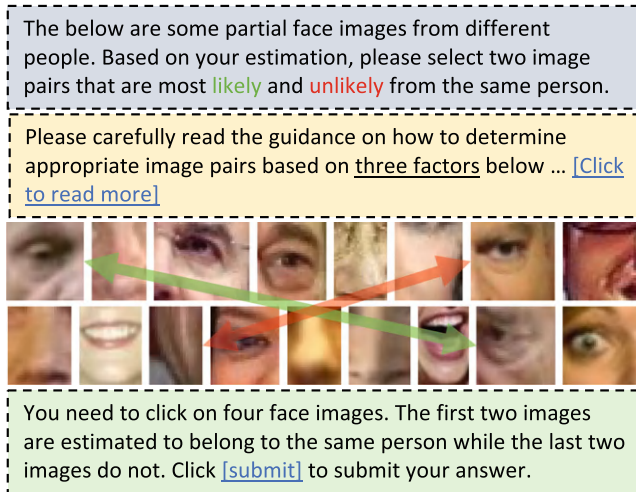 The below are some partial face images from different
people. Based on your estimation, please select two image
pairs that are most likely and unlikely from the same person.
Please carefully read the guidance on how to determine
appropriate image pairs based on three factors below … [Click
to read more]
You need to click on four face images. The first two images
are estimated to belong to the same person while the last two
images do not. Click [submit] to submit your answer.